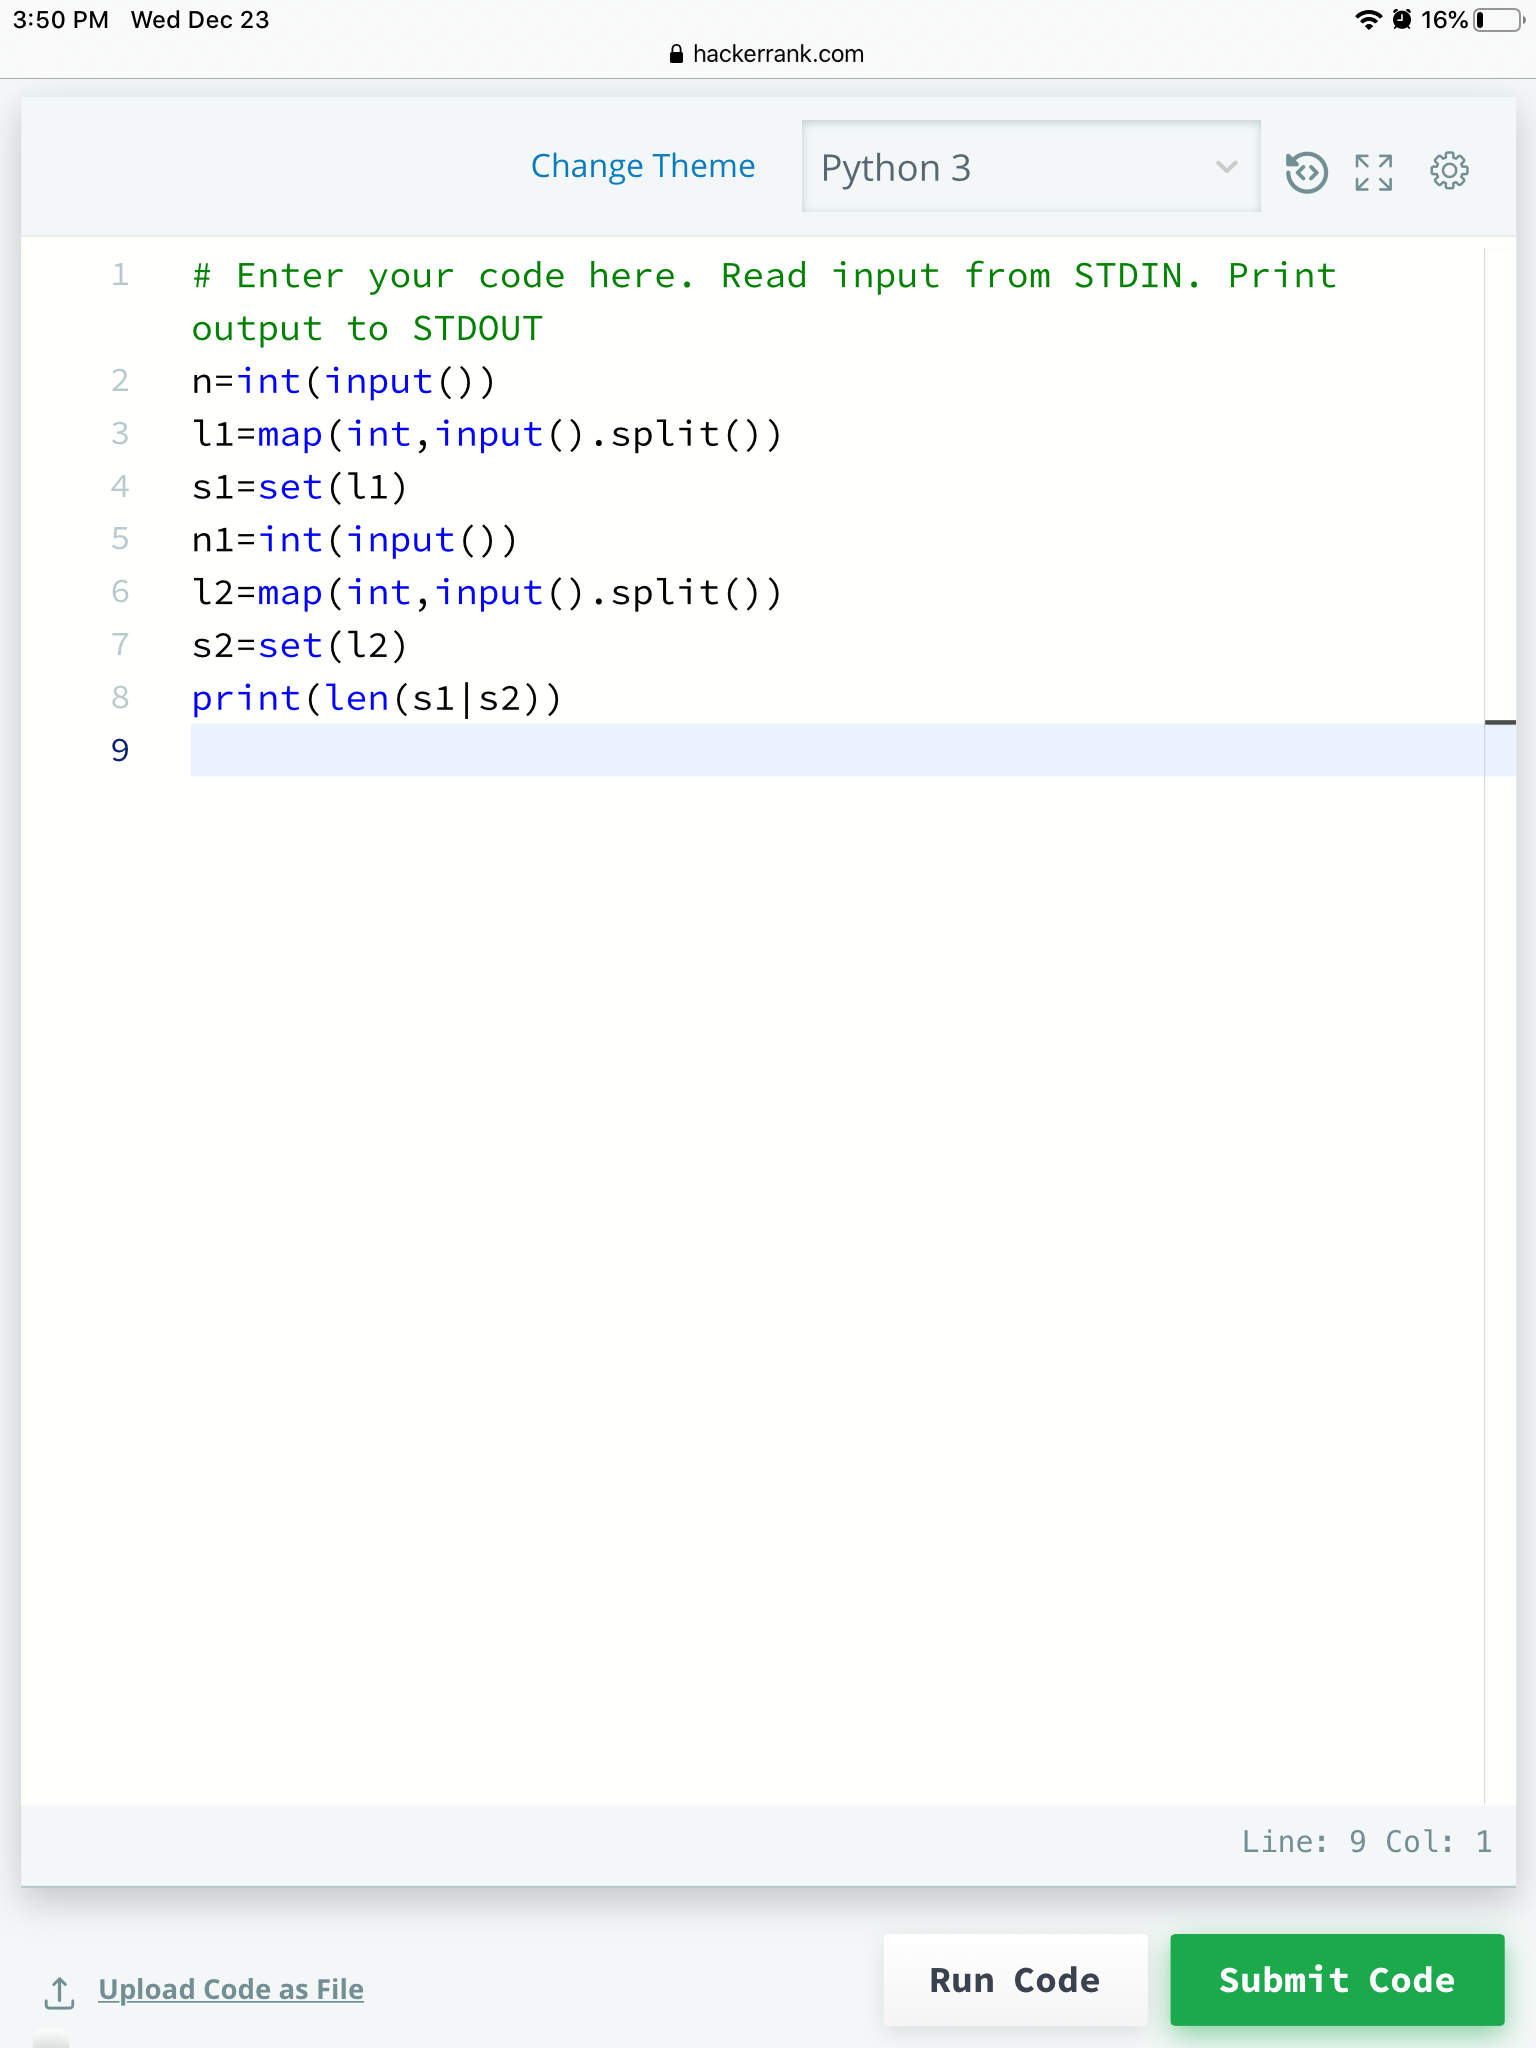 3:50 PM Wed Dec 23 16%
hackerrank.com
Change Theme Python 3
1 # Enter your code here. Read input from STDIN. Print
output to STDOUT
2 n=int(input())
3 l1=map(int,input().split())
4 s1=set(l1)
5 n1=int(input())
6 l2=map(int,input().split())
7 s2=set(l2)
8 print(len(s1|s2))
9
Line: 9 Col: 1
Upload Code as File Run Code Submit Code